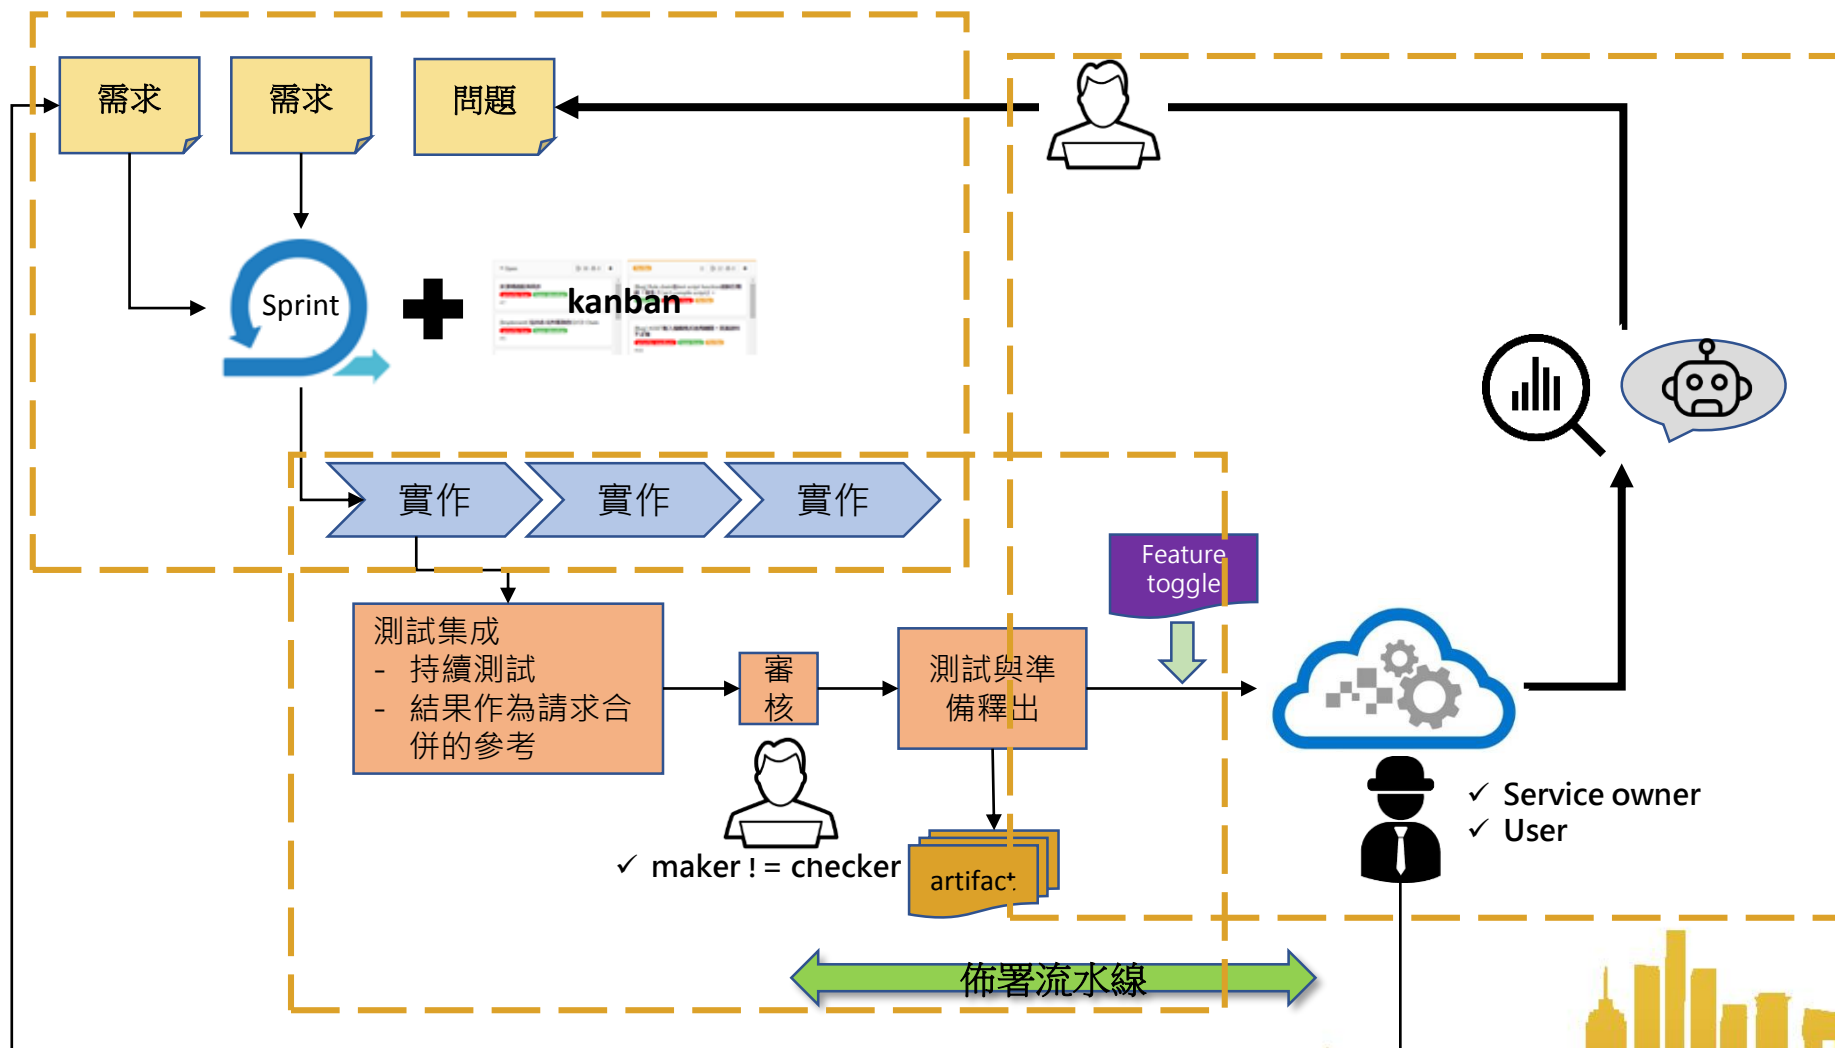 需求
需求
問題
Sprint
kanban
實作
實作
實作
Feature
toggle
測試集成
- 持續測試
- 結果作為請求合
併的參考
審
核
測試與準
備釋出
✓ maker != checker
artifact
✓ Service owner
✓ User
佈署流水線